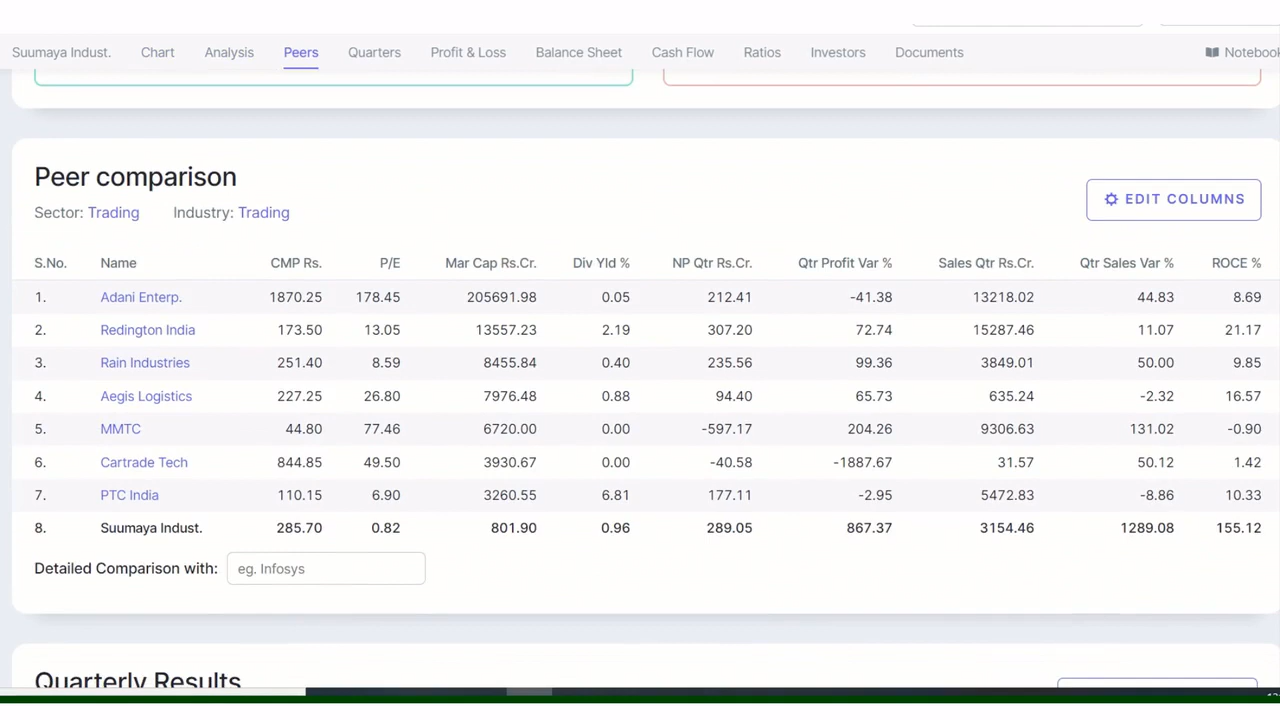 Suumaya Indust. Chart Analysis Peers Quarters Profit & Loss Balance Sheet Cash Flow Ratios Investors Documents Notebook
Peer comparison
Sector: Trading Industry: Trading
EDIT COLUMNS
S.No. Name CMP Rs. P/E Mar Cap Rs.Cr. Div Yld % NP Qtr Rs.Cr. Qtr Profit Var % Sales Qtr Rs.Cr. Qtr Sales Var % ROCE %
1. Adani Enterp. 1870.25 178.45 205691.98 0.05 212.41 -41.38 13218.02 44.83 8.69
2. Redington India 173.50 13.05 13557.23 2.19 307.20 72.74 15287.46 11.07 21.17
3. Rain Industries 251.40 8.59 8455.84 0.40 235.56 99.36 3849.01 50.00 9.85
4. Aegis Logistics 227.25 26.80 7976.48 0.88 94.40 65.73 635.24 -2.32 16.57
5. MMTC 44.80 77.46 6720.00 0.00 -597.17 204.26 9306.63 131.02 -0.90
6. Cartrade Tech 844.85 49.50 3930.67 0.00 -40.58 -1887.67 31.57 50.12 1.42
7. PTC India 110.15 6.90 3260.55 6.81 177.11 -2.95 5472.83 -8.86 10.33
8. Suumaya Indust. 285.70 0.82 801.90 0.96 289.05 867.37 3154.46 1289.08 155.12
Detailed Comparison with: eg. Infosys
Quarterly Results